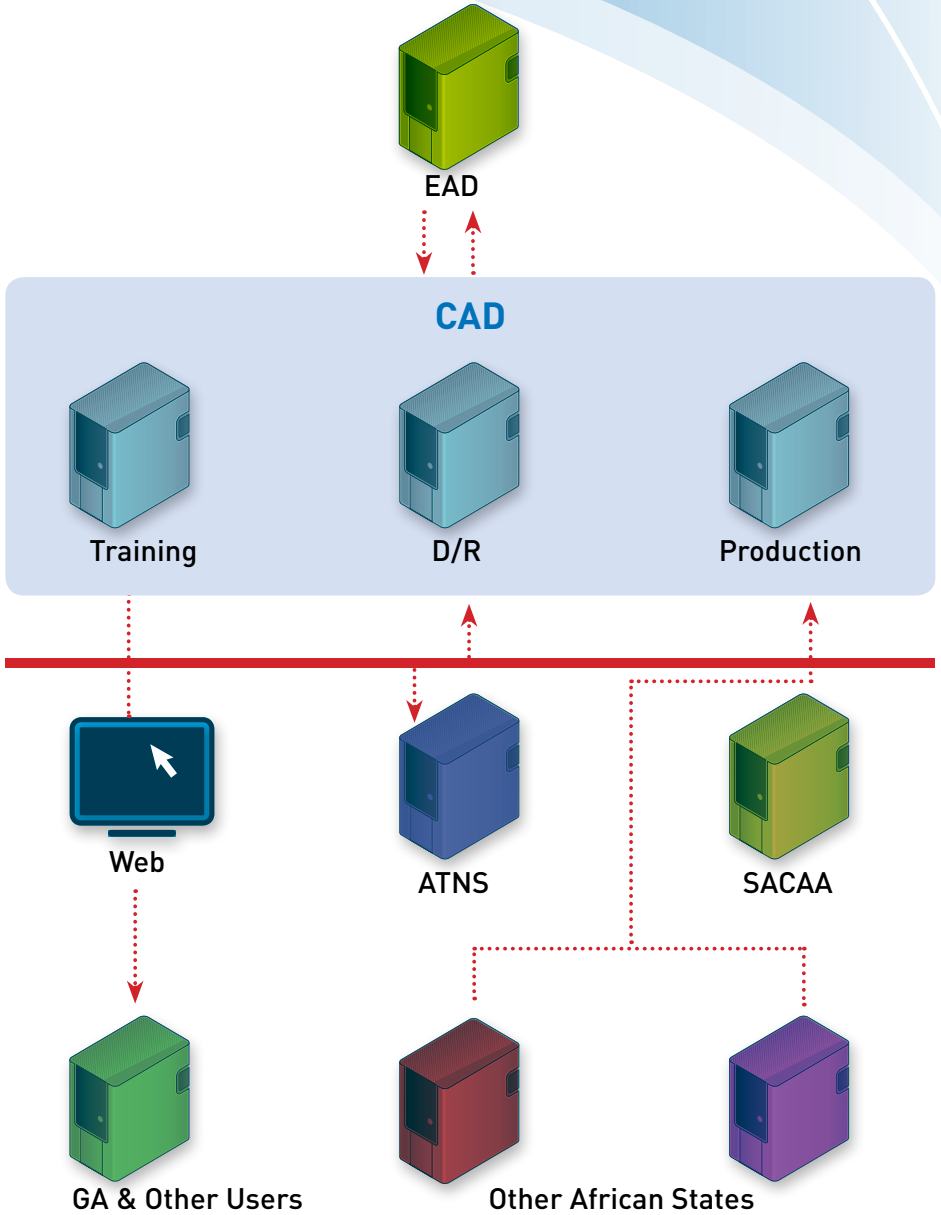 EAD
CAD
Training
D/R
Production
Web
ATNS
SACAA
GA & Other Users
Other African States